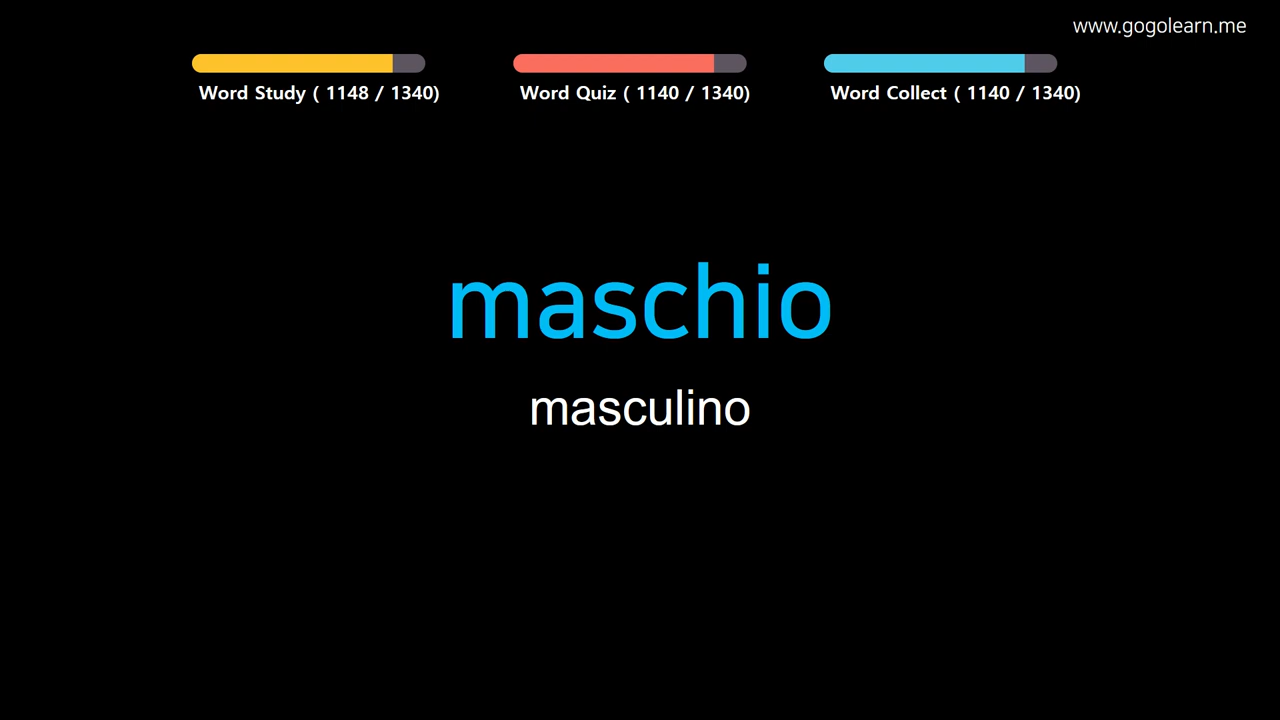 www.gogolearn.me
Word Study ( 1148 / 1340)
Word Quiz ( 1140 / 1340)
Word Collect ( 1140 / 1340)
maschio
masculino